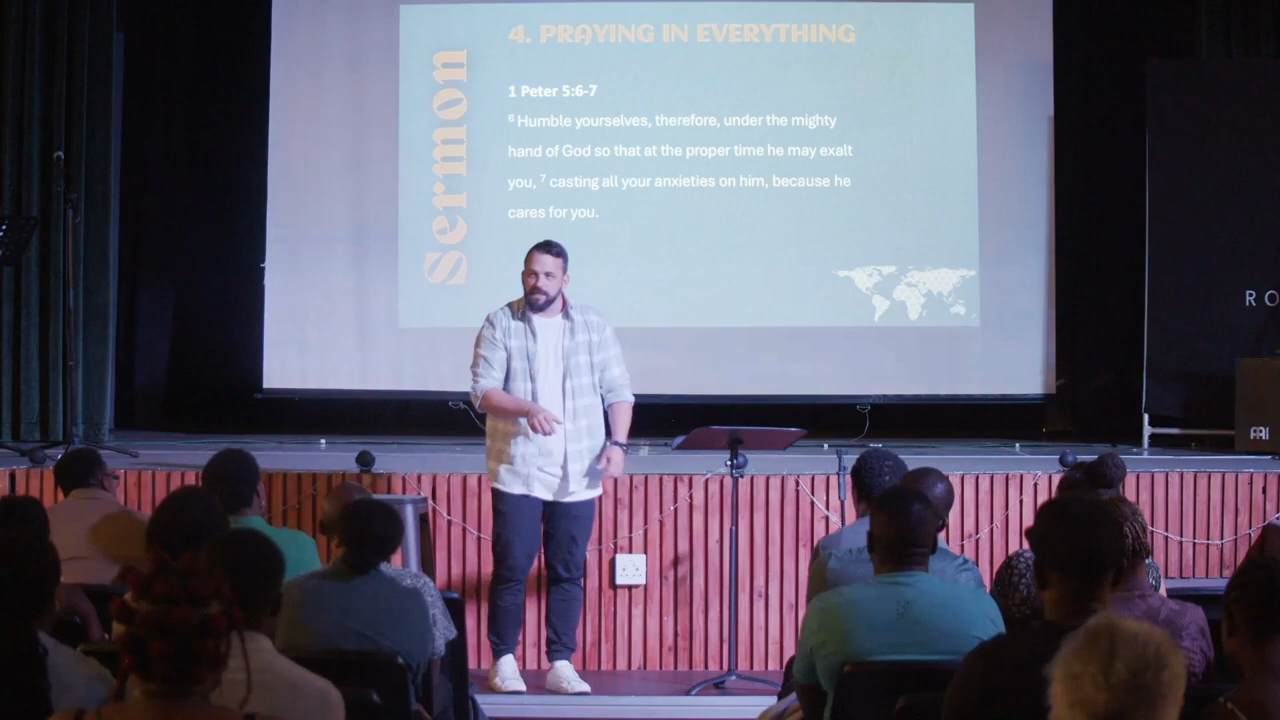 4. PRAYING IN EVERYTHING
Sermon
1 Peter 5:6-7
⁶ Humble yourselves, therefore, under the mighty
hand of God so that at the proper time he may exalt
you, ⁷ casting all your anxieties on him, because he
cares for you.
R O